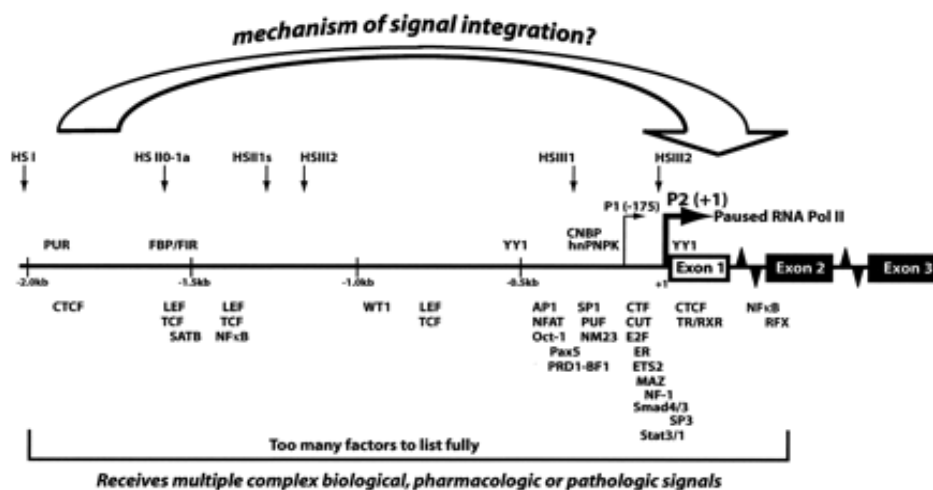 mechanism of signal integration?
HS I HS II0-1a HSII1s HSIII2 HSIII1 HSIII2
P2 (+1)
P1 (-175) Paused RNA Pol II
CNBP
PUR FBP/FIR YY1 hnPNPK YY1
Exon 1 Exon 2 Exon 3
-2.0kb -1.5kb -1.0kb -0.5kb +1
CTCF LEF LEF WT1 LEF AP1 SP1 CTF CTCF NFκB
TCF TCF TCF NFAT PUF CUT TR/RXR RFX
SATB NFκB Oct-1 NM23 E2F
Pax5 ER
PRD1-BF1 ETS2
MAZ
NF-1
Smad4/3
SP3
Stat3/1
Too many factors to list fully
Receives multiple complex biological, pharmacologic or pathologic signals